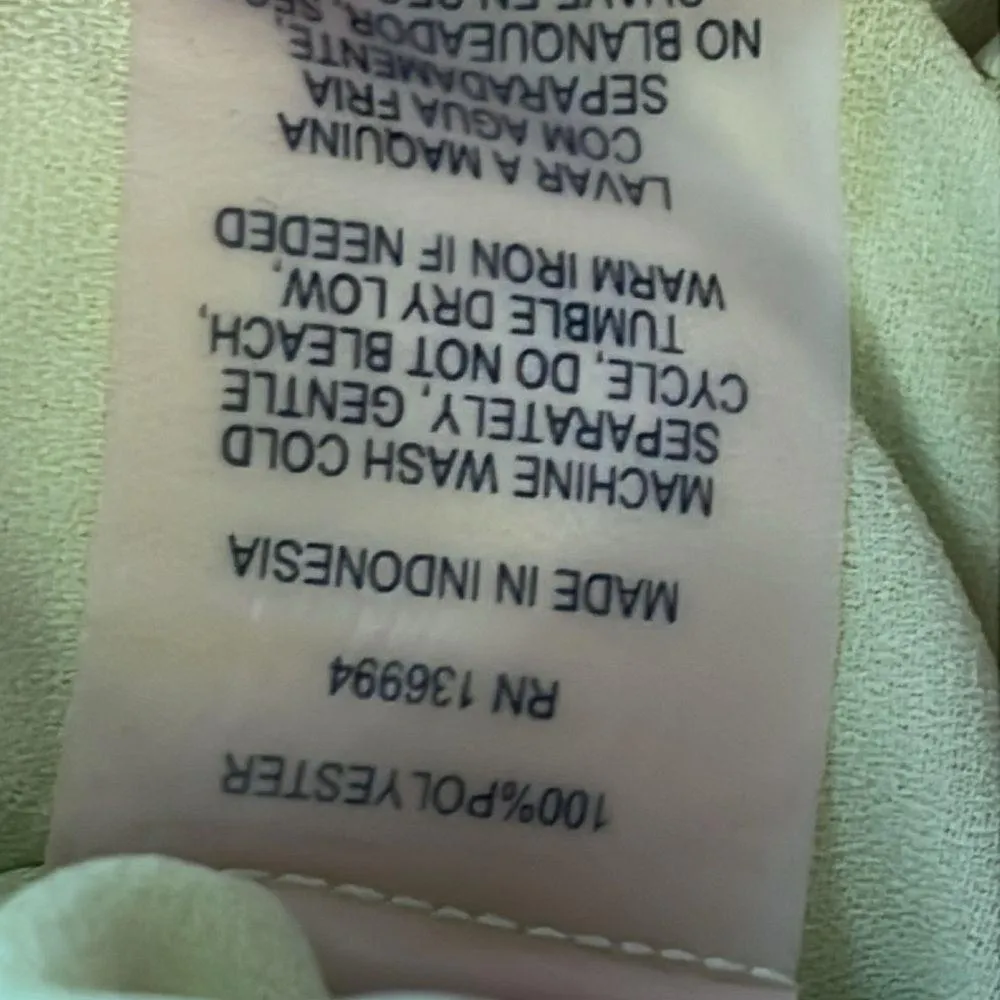 100%POLYESTER
RN 136994
MADE IN INDONESIA
MACHINE WASH COLD
SEPARATELY, GENTLE
CYCLE, DO NOT BLEACH,
TUMBLE DRY LOW,
WARM IRON IF NEEDED
LAVAR A MAQUINA
COM AGUA FRIA
SEPARADAMENTE,
NO BLANQUEADOR,